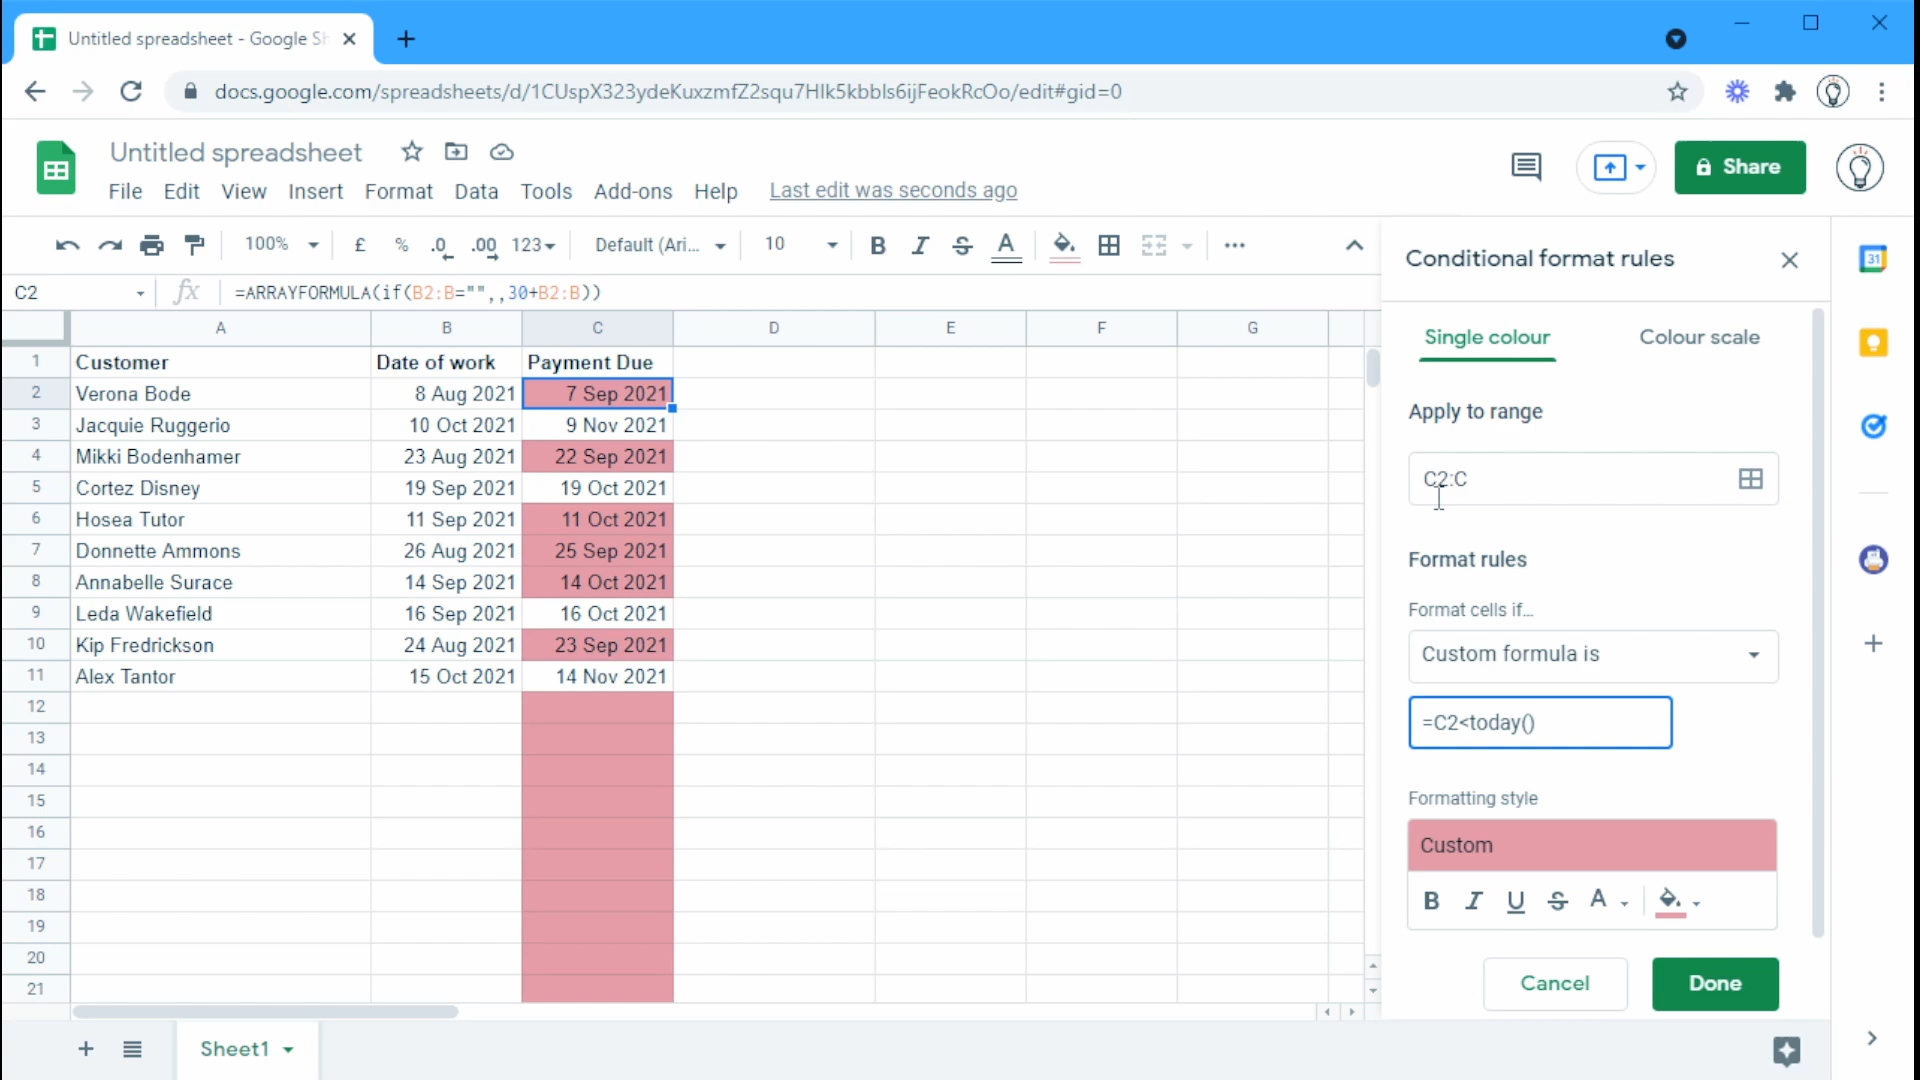 Untitled spreadsheet - Google Sh
docs.google.com/spreadsheets/d/1CUspX323ydeKuxzmfZ2squ7HIk5kbbls6ijFeokRcOo/edit#gid=0
Untitled spreadsheet
Share
File Edit View Insert Format Data Tools Add-ons Help Last edit was seconds ago
100% £ % .0 .00 123 Default (Ari... 10 B I S A ...
C2 fx =ARRAYFORMULA(if(B2:B="",,30+B2:B))
A B C D E F G
1 Customer Date of work Payment Due
2 Verona Bode 8 Aug 2021 7 Sep 2021
3 Jacquie Ruggerio 10 Oct 2021 9 Nov 2021
4 Mikki Bodenhamer 23 Aug 2021 22 Sep 2021
5 Cortez Disney 19 Sep 2021 19 Oct 2021
6 Hosea Tutor 11 Sep 2021 11 Oct 2021
7 Donnette Ammons 26 Aug 2021 25 Sep 2021
8 Annabelle Surace 14 Sep 2021 14 Oct 2021
9 Leda Wakefield 16 Sep 2021 16 Oct 2021
10 Kip Fredrickson 24 Aug 2021 23 Sep 2021
11 Alex Tantor 15 Oct 2021 14 Nov 2021
12
13
14
15
16
17
18
19
20
21
Sheet1
Conditional format rules
Single colour Colour scale
Apply to range
C2:C
Format rules
Format cells if...
Custom formula is
=C2<today()
Formatting style
Custom
B I U S A
Cancel Done
31